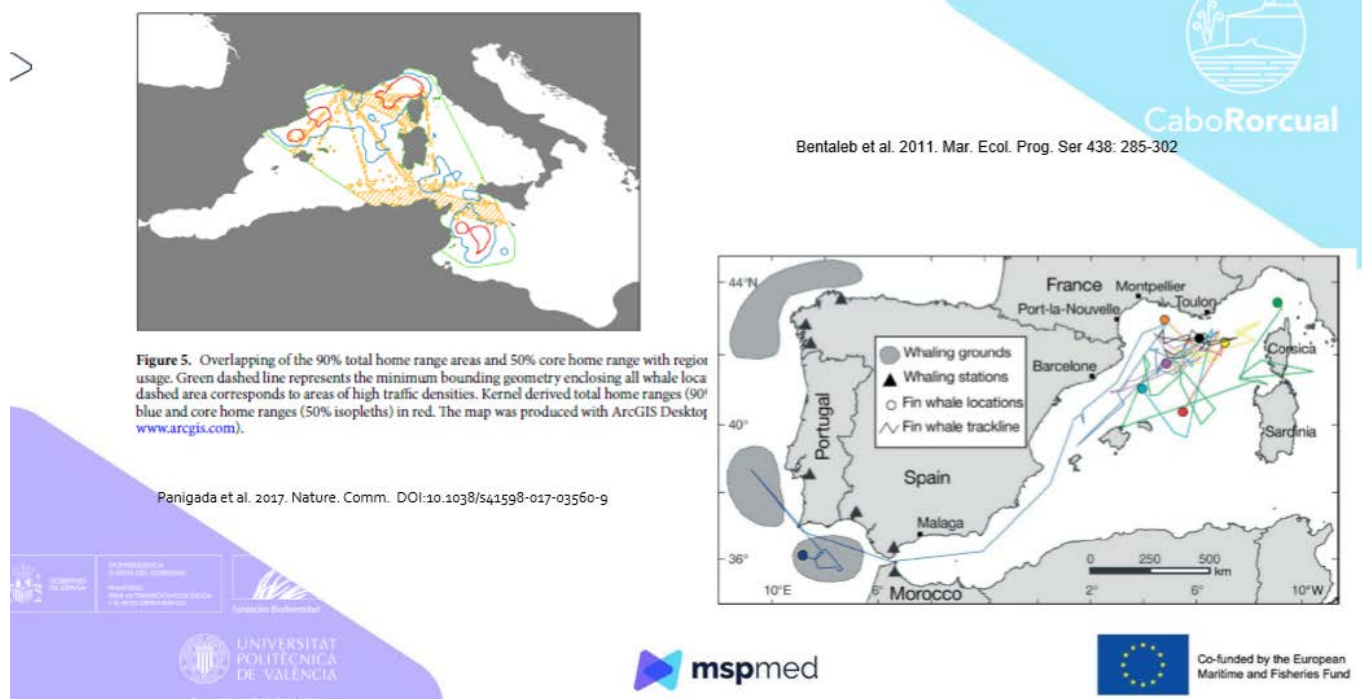 CaboRorcual
Bentaleb et al. 2011. Mar. Ecol. Prog. Ser 438: 285-302
Figure 5. Overlapping of the 90% total home range areas and 50% core home range with region
usage. Green dashed line represents the minimum bounding geometry enclosing all whale loca
dashed area corresponds to areas of high traffic densities. Kernel derived total home ranges (90%
blue and core home ranges (50% isopleths) in red. The map was produced with ArcGIS Desktop
www.arcgis.com).
Panigada et al. 2017. Nature. Comm. DOI:10.1038/s41598-017-03560-9
44°N
40°
36°
France
Montpellier
Port-la-Nouvelle
Toulon
Barcelone
Corsica
Sardinia
Whaling grounds
Whaling stations
Fin whale locations
Fin whale trackline
Portugal
Spain
Malaga
Morocco
0 250 500
km
10°E
6°
2°
6°
10°W
GOBIERNO
DE ESPAÑA
Fundación Biodiversidad
UNIVERSITAT
POLITÈCNICA
DE VALÈNCIA
mspmed
Co-funded by the European
Maritime and Fisheries Fund